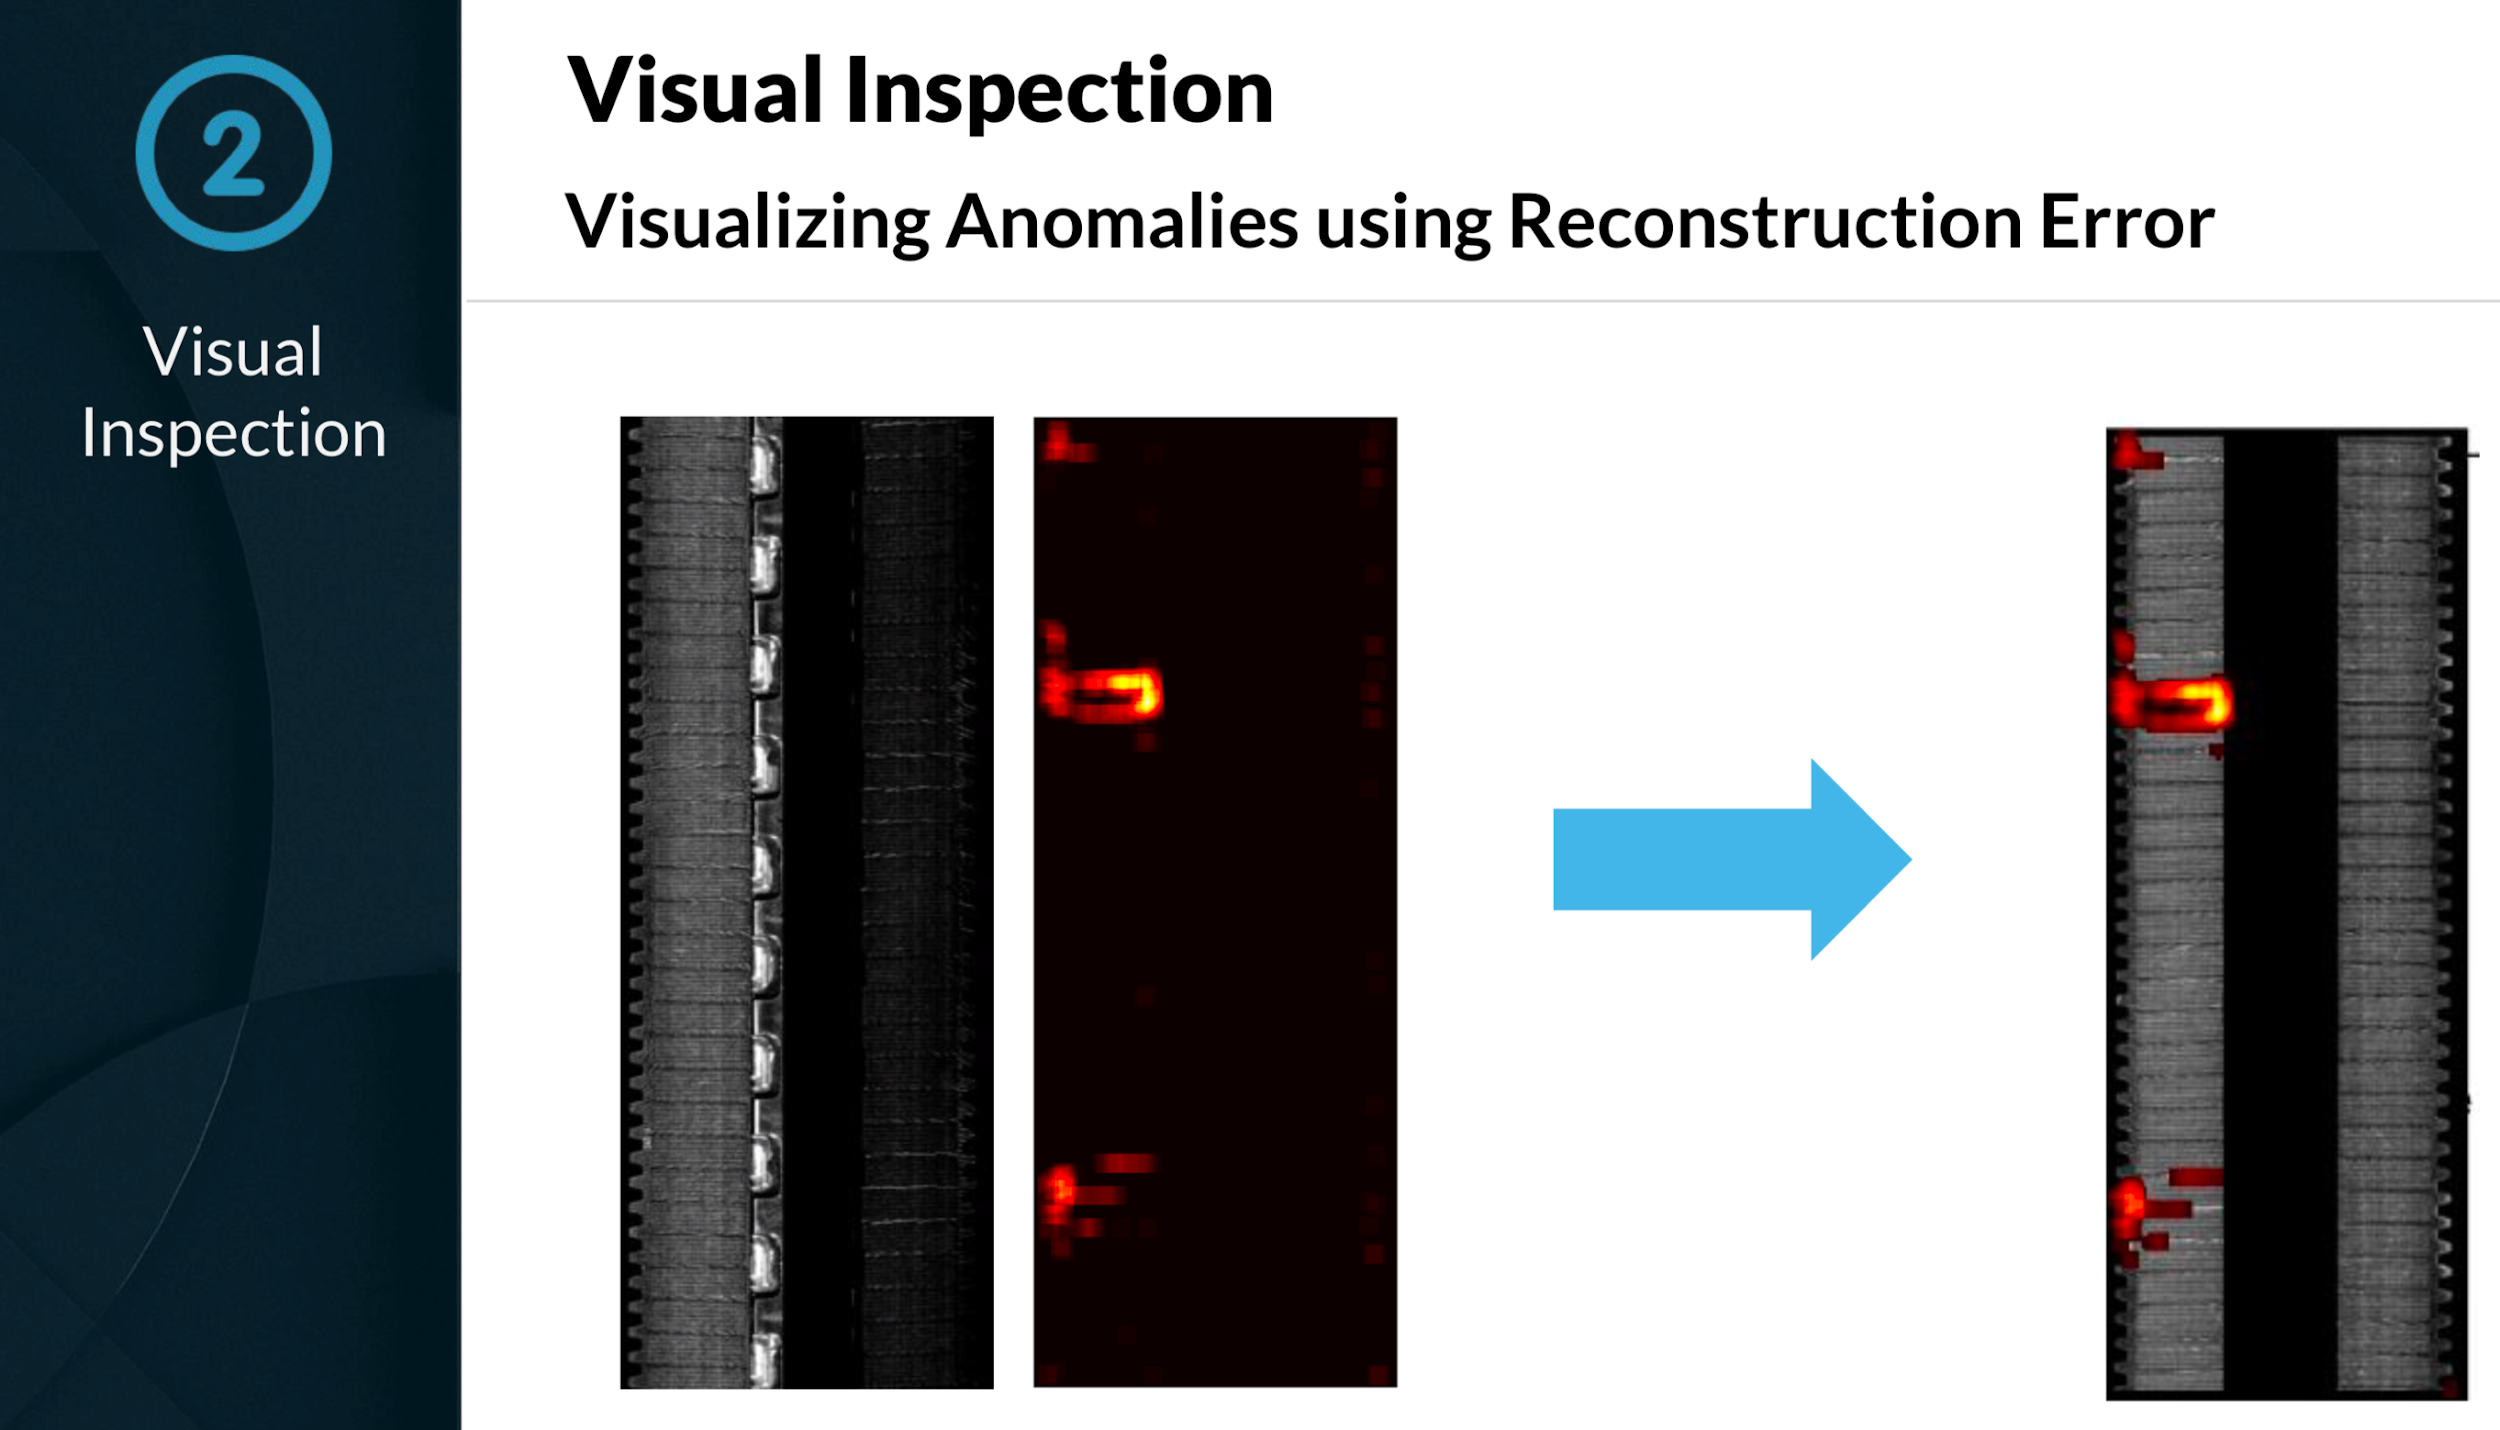 2
Visual
Inspection
Visual Inspection
Visualizing Anomalies using Reconstruction Error